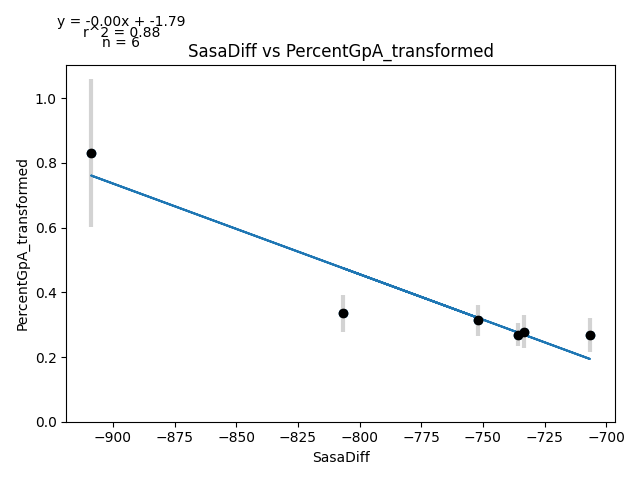 y = -0.00x + -1.79
r^2 = 0.88
n = 6
SasaDiff vs PercentGpA_transformed
PercentGpA_transformed
1.0
0.8
0.6
0.4
0.2
0.0
−900
−875
−850
−825
−800
−775
−750
−725
−700
SasaDiff